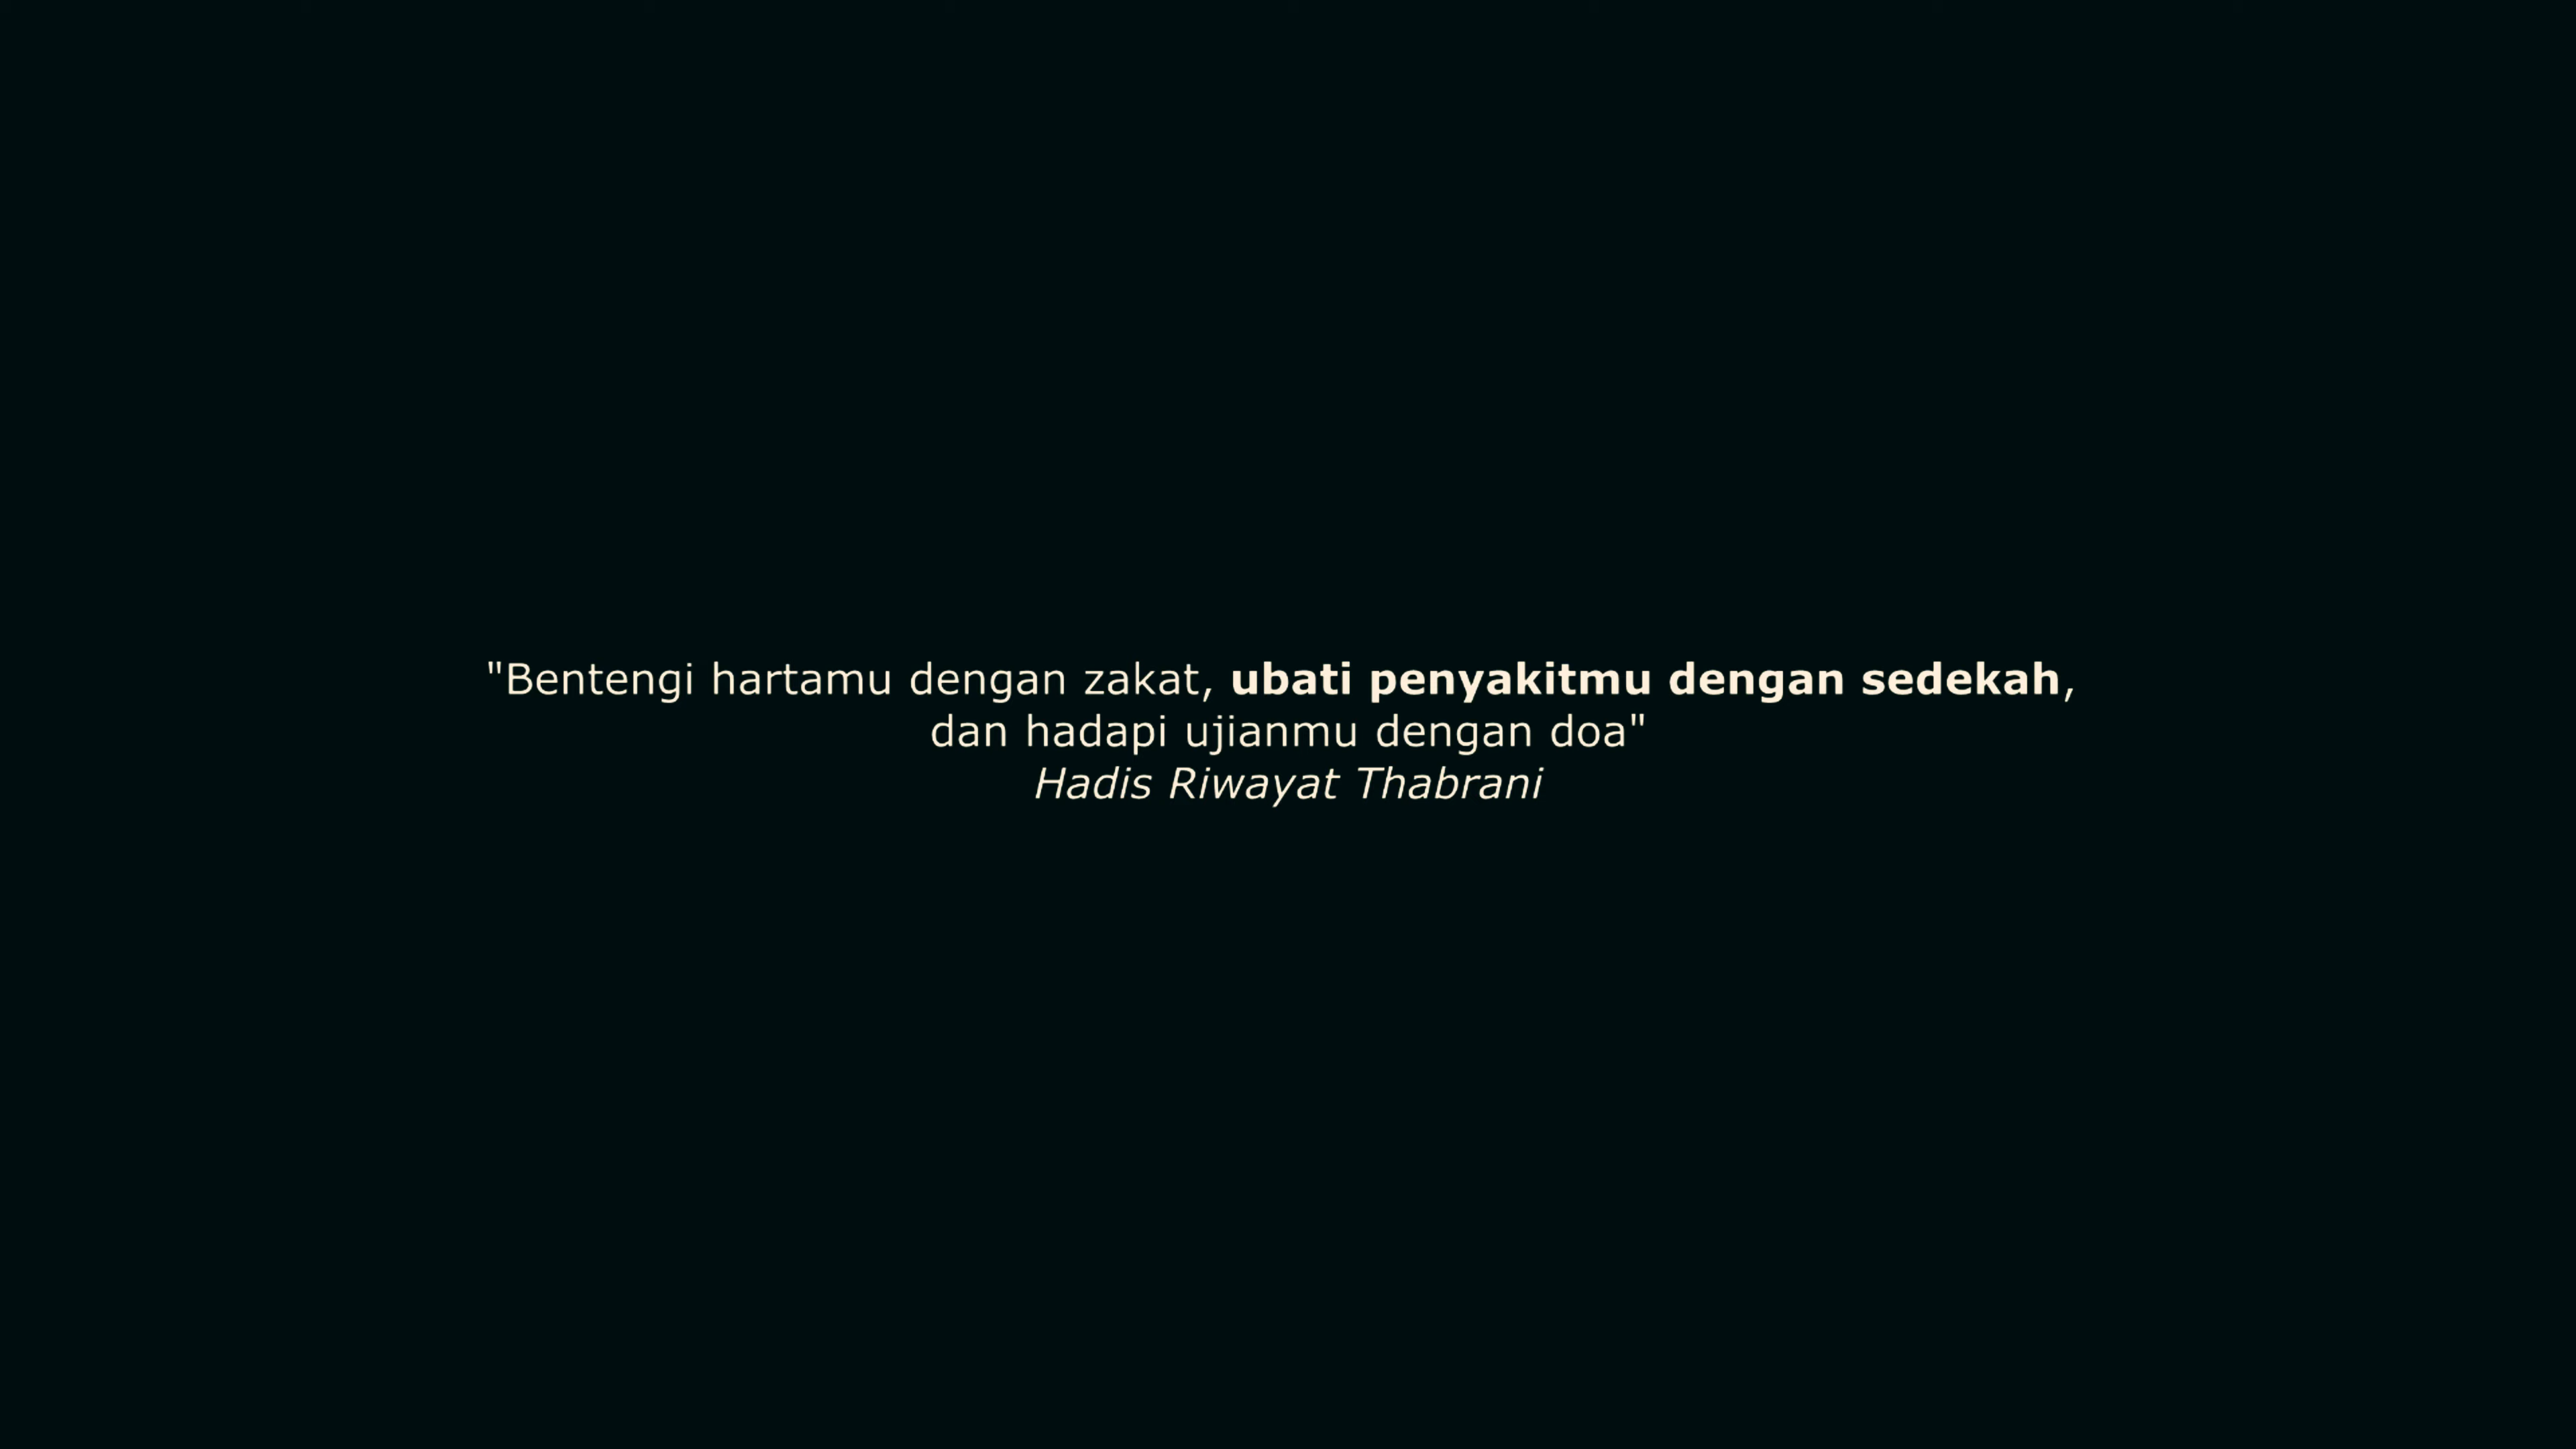 "Bentengi hartamu dengan zakat, ubati penyakitmu dengan sedekah,
dan hadapi ujianmu dengan doa"
Hadis Riwayat Thabrani